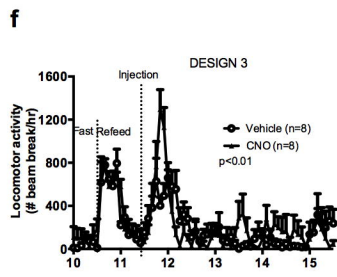 f
DESIGN 3
Injection
Fast Refeed
Vehicle (n=8)
CNO (n=8)
p<0.01
Locomotor activity
(# beam break/hr)
1600
1200
800
400
0
10 11 12 13 14 15